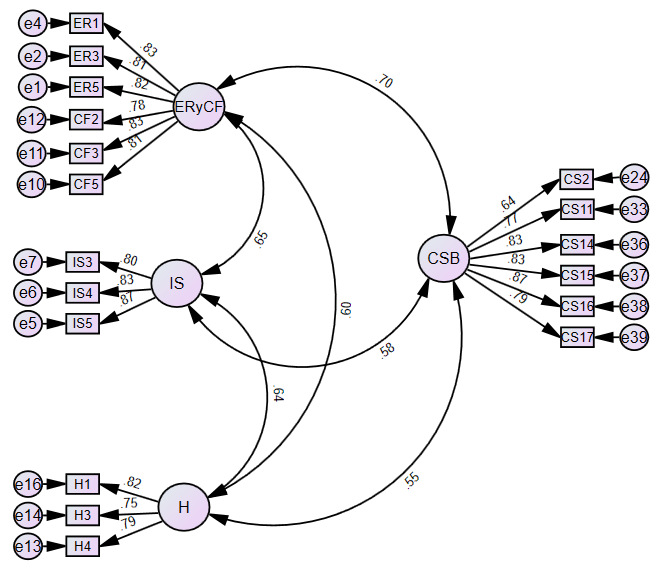 e4 ER1 .83
e2 ER3 .81
e1 ER5 .82
e12 CF2 .78
e11 CF3 .83
e10 CF5 .81
ERyCF
.70
.65
.60
e7 IS3 .80
e6 IS4 .83
e5 IS5 .87
IS
.58
.64
e16 H1 .82
e14 H3 .75
e13 H4 .79
H
.55
CSB
.64 CS2 e24
.77 CS11 e33
.83 CS14 e36
.83 CS15 e37
.87 CS16 e38
.79 CS17 e39